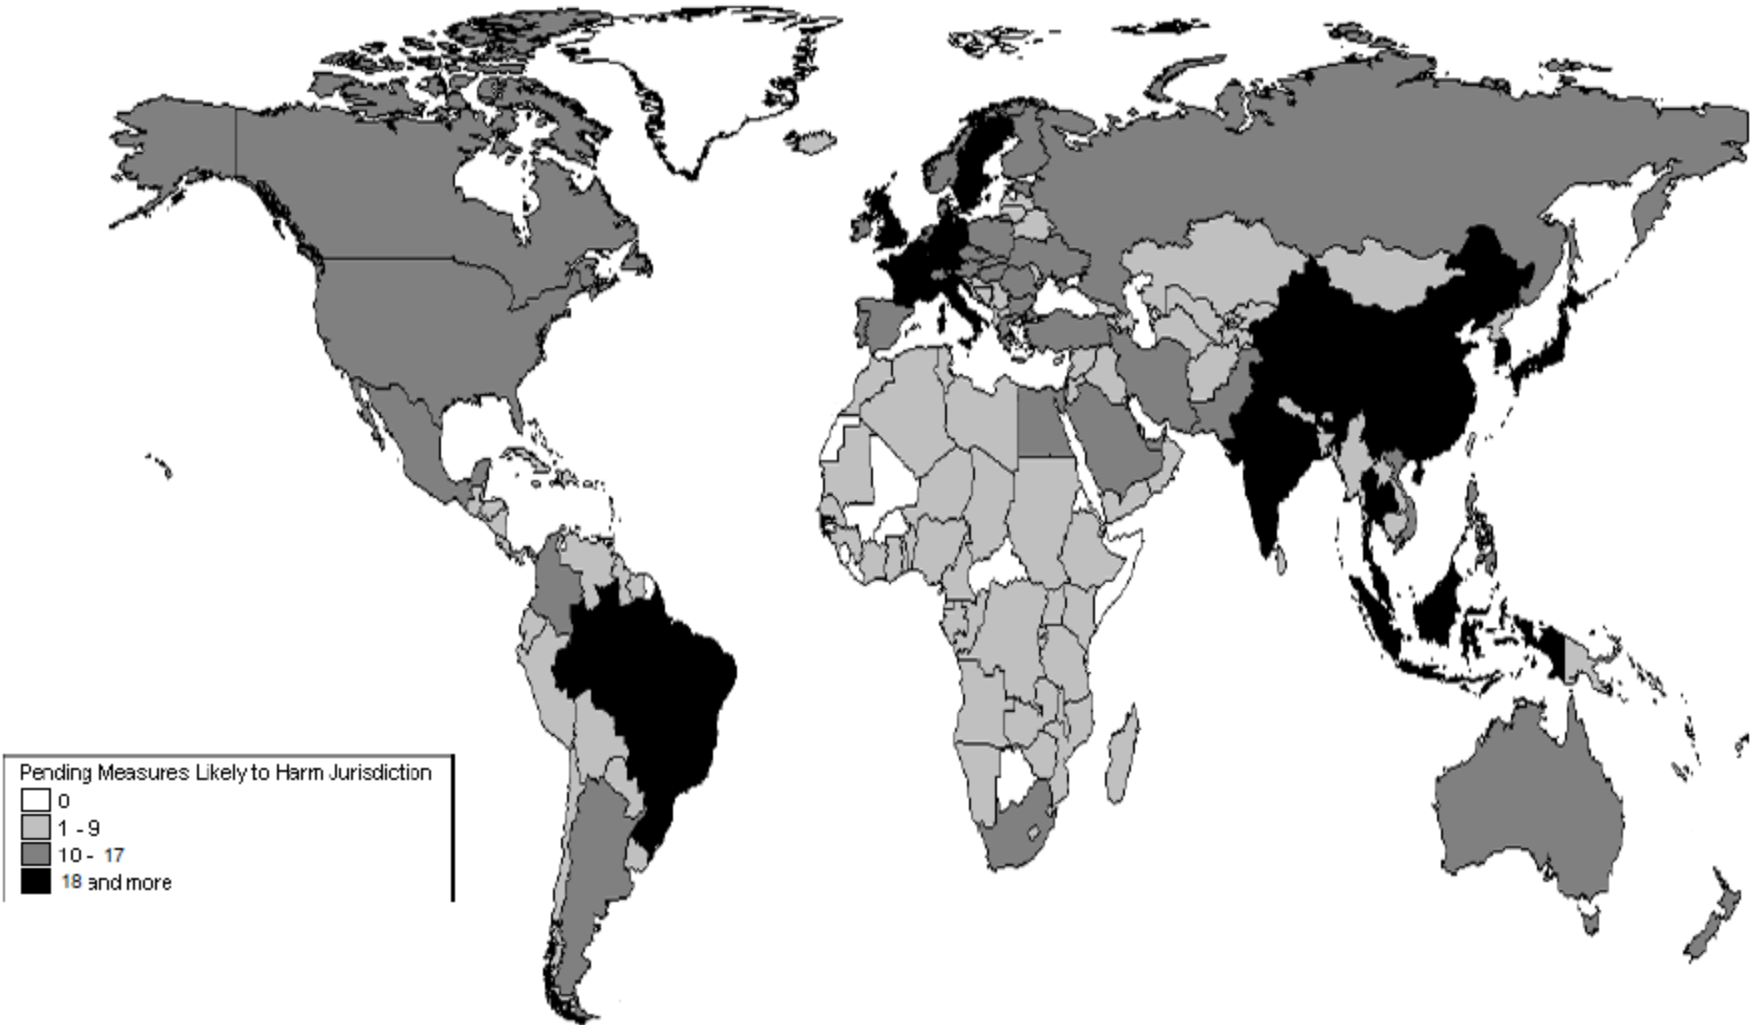 Pending Measures Likely to Harm Jurisdiction
0
1 - 9
10 - 17
18 and more